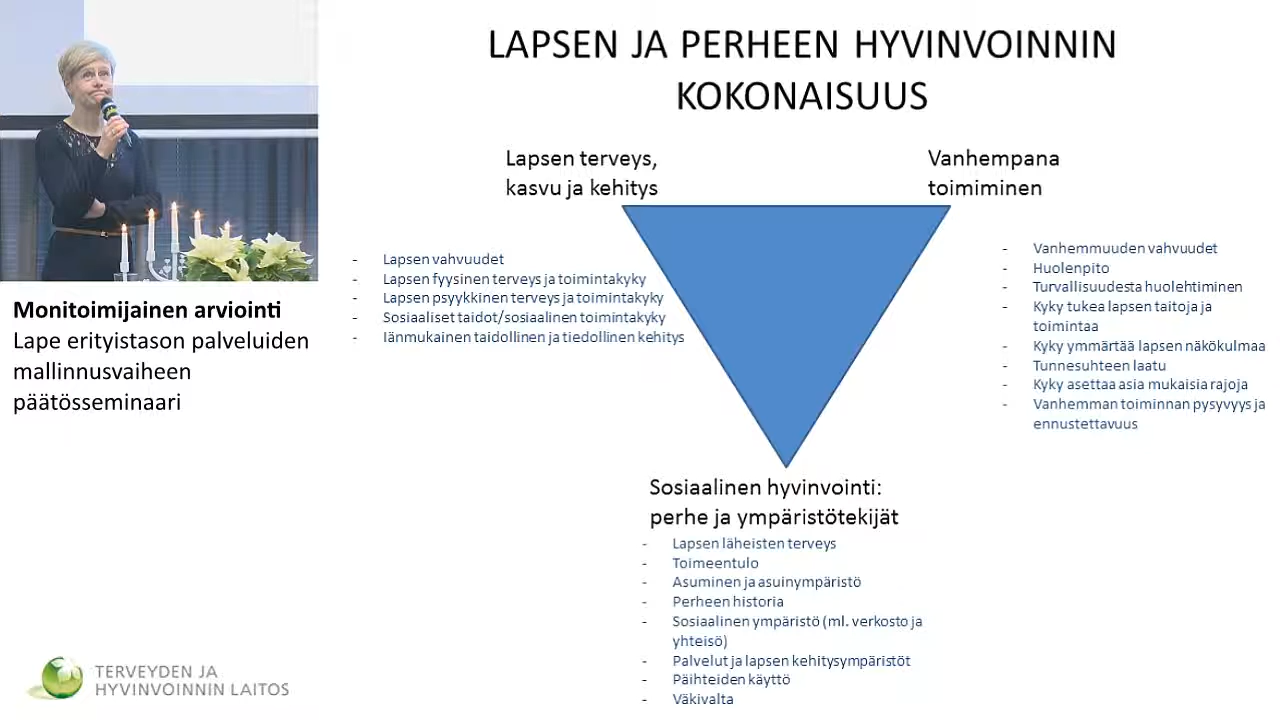 LAPSEN JA PERHEEN HYVINVOINNIN
KOKONAISUUS
Lapsen terveys,
kasvu ja kehitys
Vanhempana
toimiminen
- Lapsen vahvuudet
- Lapsen fyysinen terveys ja toimintakyky
- Lapsen psyykkinen terveys ja toimintakyky
- Sosiaaliset taidot/sosiaalinen toimintakyky
- Iänmukainen taidollinen ja tiedollinen kehitys
- Vanhemmuuden vahvuudet
- Huolenpito
- Turvallisuudesta huolehtiminen
- Kyky tukea lapsen taitoja ja
toimintaa
- Kyky ymmärtää lapsen näkökulmaa
- Tunnesuhteen laatu
- Kyky asettaa asia mukaisia rajoja
- Vanhemman toiminnan pysyvyys ja
ennustettavuus
Sosiaalinen hyvinvointi:
perhe ja ympäristötekijät
- Lapsen läheisten terveys
- Toimeentulo
- Asuminen ja asuinympäristö
- Perheen historia
- Sosiaalinen ympäristö (ml. verkosto ja
yhteisö)
- Palvelut ja lapsen kehitysympäristöt
- Päihteiden käyttö
- Väkivalta
Monitoimijainen arviointi
Lape erityistason palveluiden
mallinnusvaiheen
päätösseminaari
TERVEYDEN JA
HYVINVOINNIN LAITOS